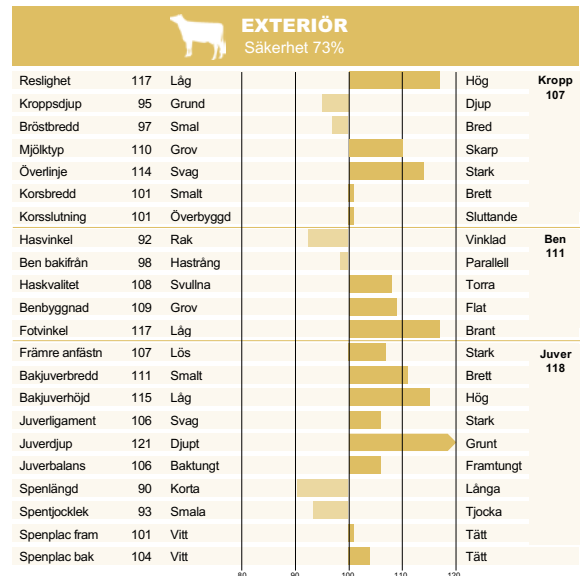 EXTERIÖR
Säkerhet 73%
Reslighet 117 Låg Hög Kropp
107
Kroppsdjup 95 Grund Djup
Bröstbredd 97 Smal Bred
Mjölktyp 110 Grov Skarp
Överlinje 114 Svag Stark
Korsbredd 101 Smalt Brett
Korsslutning 101 Överbyggd Sluttande
Hasvinkel 92 Rak Vinklad Ben
111
Ben bakifrån 98 Hastrång Parallell
Haskvalitet 108 Svullna Torra
Benbyggnad 109 Grov Flat
Fotvinkel 117 Låg Brant
Främre anfästn 107 Lös Stark Juver
118
Bakjuverbredd 111 Smalt Brett
Bakjuverhöjd 115 Låg Hög
Juverligament 106 Svag Stark
Juverdjup 121 Djupt Grunt
Juverbalans 106 Baktungt Framtungt
Spenlängd 90 Korta Långa
Spentjocklek 93 Smala Tjocka
Spenplac fram 101 Vitt Tätt
Spenplac bak 104 Vitt Tätt
80 90 100 110 120